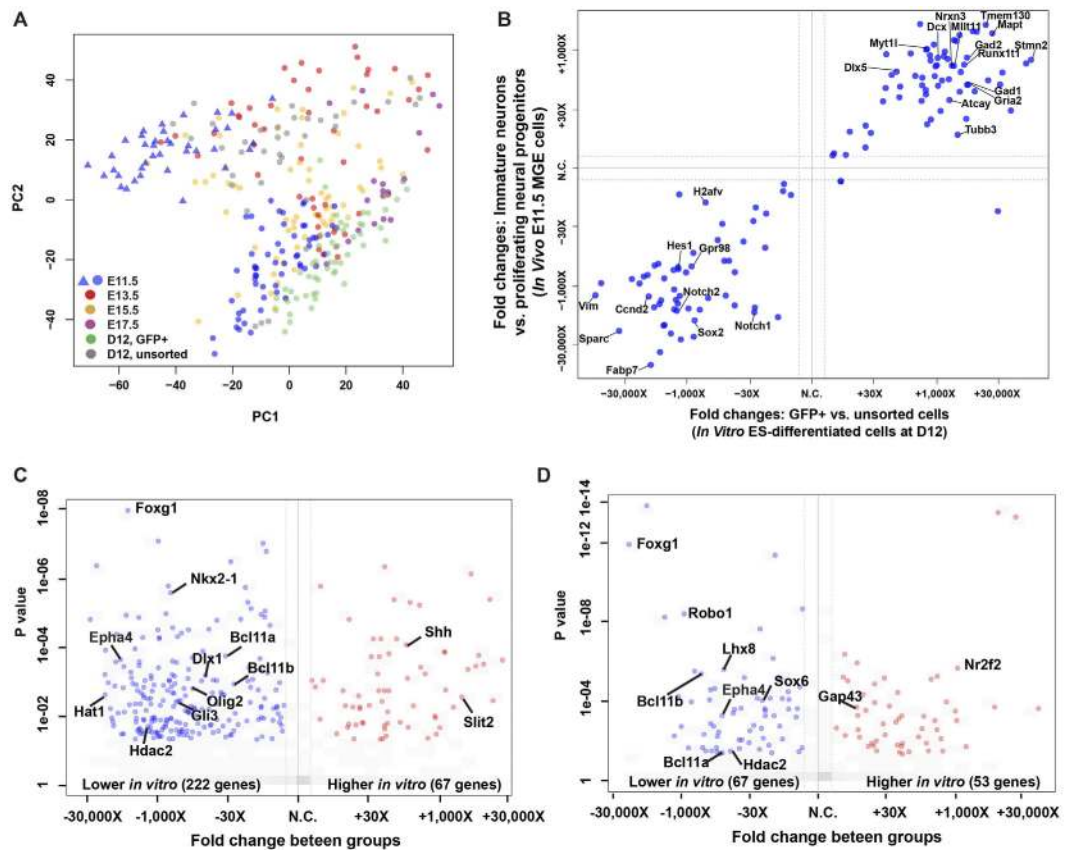 A
PC2
40
20
0
−20
−40
−60
−40
−20
0
20
40
PC1
E11.5
E13.5
E15.5
E17.5
D12, GFP+
D12, unsorted
B
Fold changes: Immature neurons
vs. proliferating neural progenitors
(In Vivo E11.5 MGE cells)
+1,000X
+30X
N.C.
−30X
−1,000X
−30,000X
Nrxn3
Tmem130
Dcx
Mllt11
Mapt
Myt1l
Gad2
Stmn2
Runx1t1
Dlx5
Gad1
Gria2
Atcay
Tubb3
H2afv
Hes1
Gpr98
Vim
Ccnd2
Notch2
Notch1
Sparc
Sox2
Fabp7
−30,000X
−1,000X
−30X
N.C.
+30X
+1,000X
+30,000X
Fold changes: GFP+ vs. unsorted cells
(In Vitro ES-differentiated cells at D12)
C
P value
1e-08
1e-06
1e-04
1e-02
1
Foxg1
Nkx2-1
Epha4
Bcl11a
Shh
Dlx1
Bcl11b
Hat1
Olig2
Gli3
Slit2
Hdac2
Lower in vitro (222 genes)
Higher in vitro (67 genes)
-30,000X
-1,000X
-30X
N.C.
+30X
+1,000X
+30,000X
Fold change beteen groups
D
P value
1e-14
1e-12
1e-08
1e-04
1
Foxg1
Robo1
Lhx8
Nr2f2
Bcl11b
Epha4
Sox6
Gap43
Bcl11a
Hdac2
Lower in vitro (67 genes)
Higher in vitro (53 genes)
-30,000X
-1,000X
-30X
N.C.
+30X
+1,000X
+30,000X
Fold change beteen groups